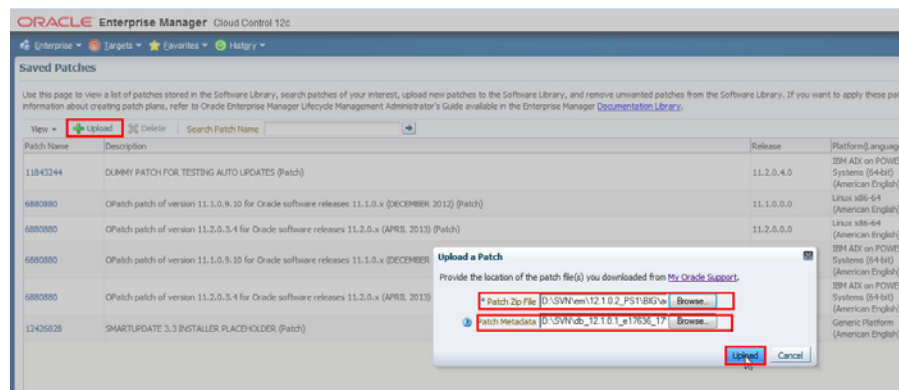 ORACLE Enterprise Manager Cloud Control 12c
Enterprise Targets Favorites History
Saved Patches
Use this page to view a list of patches stored in the Software Library, search patches of your interest, upload new patches to the Software Library, and remove unwanted patches from the Software Library. If you want to apply these
information about creating patch plans, refer to Oracle Enterprise Manager Lifecycle Management Administrator's Guide available in the Enterprise Manager Documentation Library.
View Upload Delete Search Patch Name
Patch Name Description Release
11843244 DUMMY PATCH FOR TESTING AUTO UPDATES (Patch) 11.2.0.4.0 IBM AIX on POWE
Systems (64-bit)
(American English)
6880880 OPatch patch of version 11.1.0.9.10 for Oracle software releases 11.1.0.x (DECEMBER 2012) (Patch) 11.1.0.0.0 Linux x86-64
(American English)
6880880 OPatch patch of version 11.2.0.3.4 for Oracle software releases 11.2.0.x (APRIL 2013) (Patch) 11.2.0.0.0 Linux x86-64
(American English)
6880880 OPatch patch of version 11.1.0.9.10 for Oracle software releases 11.1.0.x (DECEMBER IBM AIX on POWE
Systems (64-bit)
(American English)
6880880 OPatch patch of version 11.2.0.3.4 for Oracle software releases 11.2.0.x (APRIL 2013) IBM AIX on POWE
Systems (64-bit)
(American English)
12426828 SMARTUPDATE 3.3 INSTALLER PLACEHOLDER (Patch) Generic Platform
(American English)
Upload a Patch
Provide the location of the patch file(s) you downloaded from My Oracle Support.
* Patch Zip File D:\SVN\em\12.1.0.2_PS1\BIG\ Browse...
Patch Metadata D:\SVN\db_12.1.0.1_e17636_17 Browse...
Upload Cancel